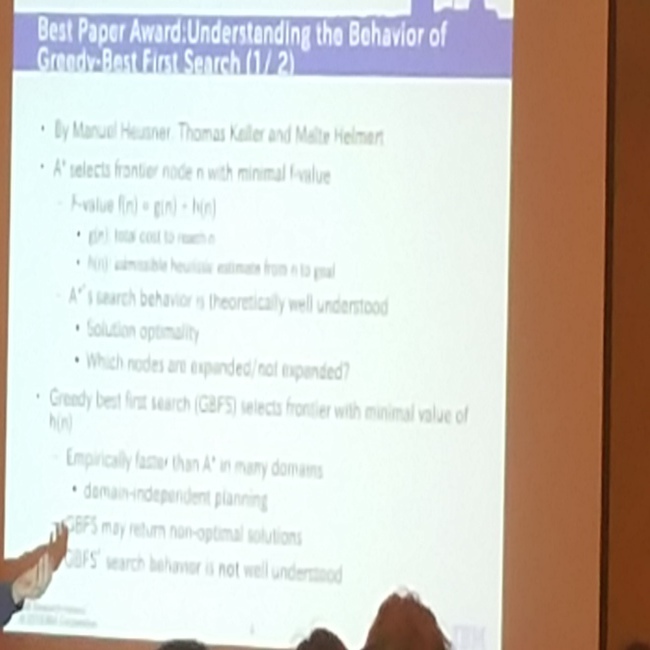 Best Paper Award:Understanding the Behavior of
Greedy-Best First Search (1/ 2)
• By Manuel Heusner, Thomas Keller and Malte Helmert
• A* selects frontier node n with minimal f-value
– F-value f(n) = g(n) + h(n)
• g(n): total cost to reach n
• h(n): admissible heuristic estimate from n to goal
– A*'s search behavior is theoretically well understood
• Solution optimality
• Which nodes are expanded/not expanded?
• Greedy best first search (GBFS) selects frontier with minimal value of
h(n)
– Empirically faster than A* in many domains
• domain-independent planning
GBFS may return non-optimal solutions
GBFS' search behavior is not well understood
IBM